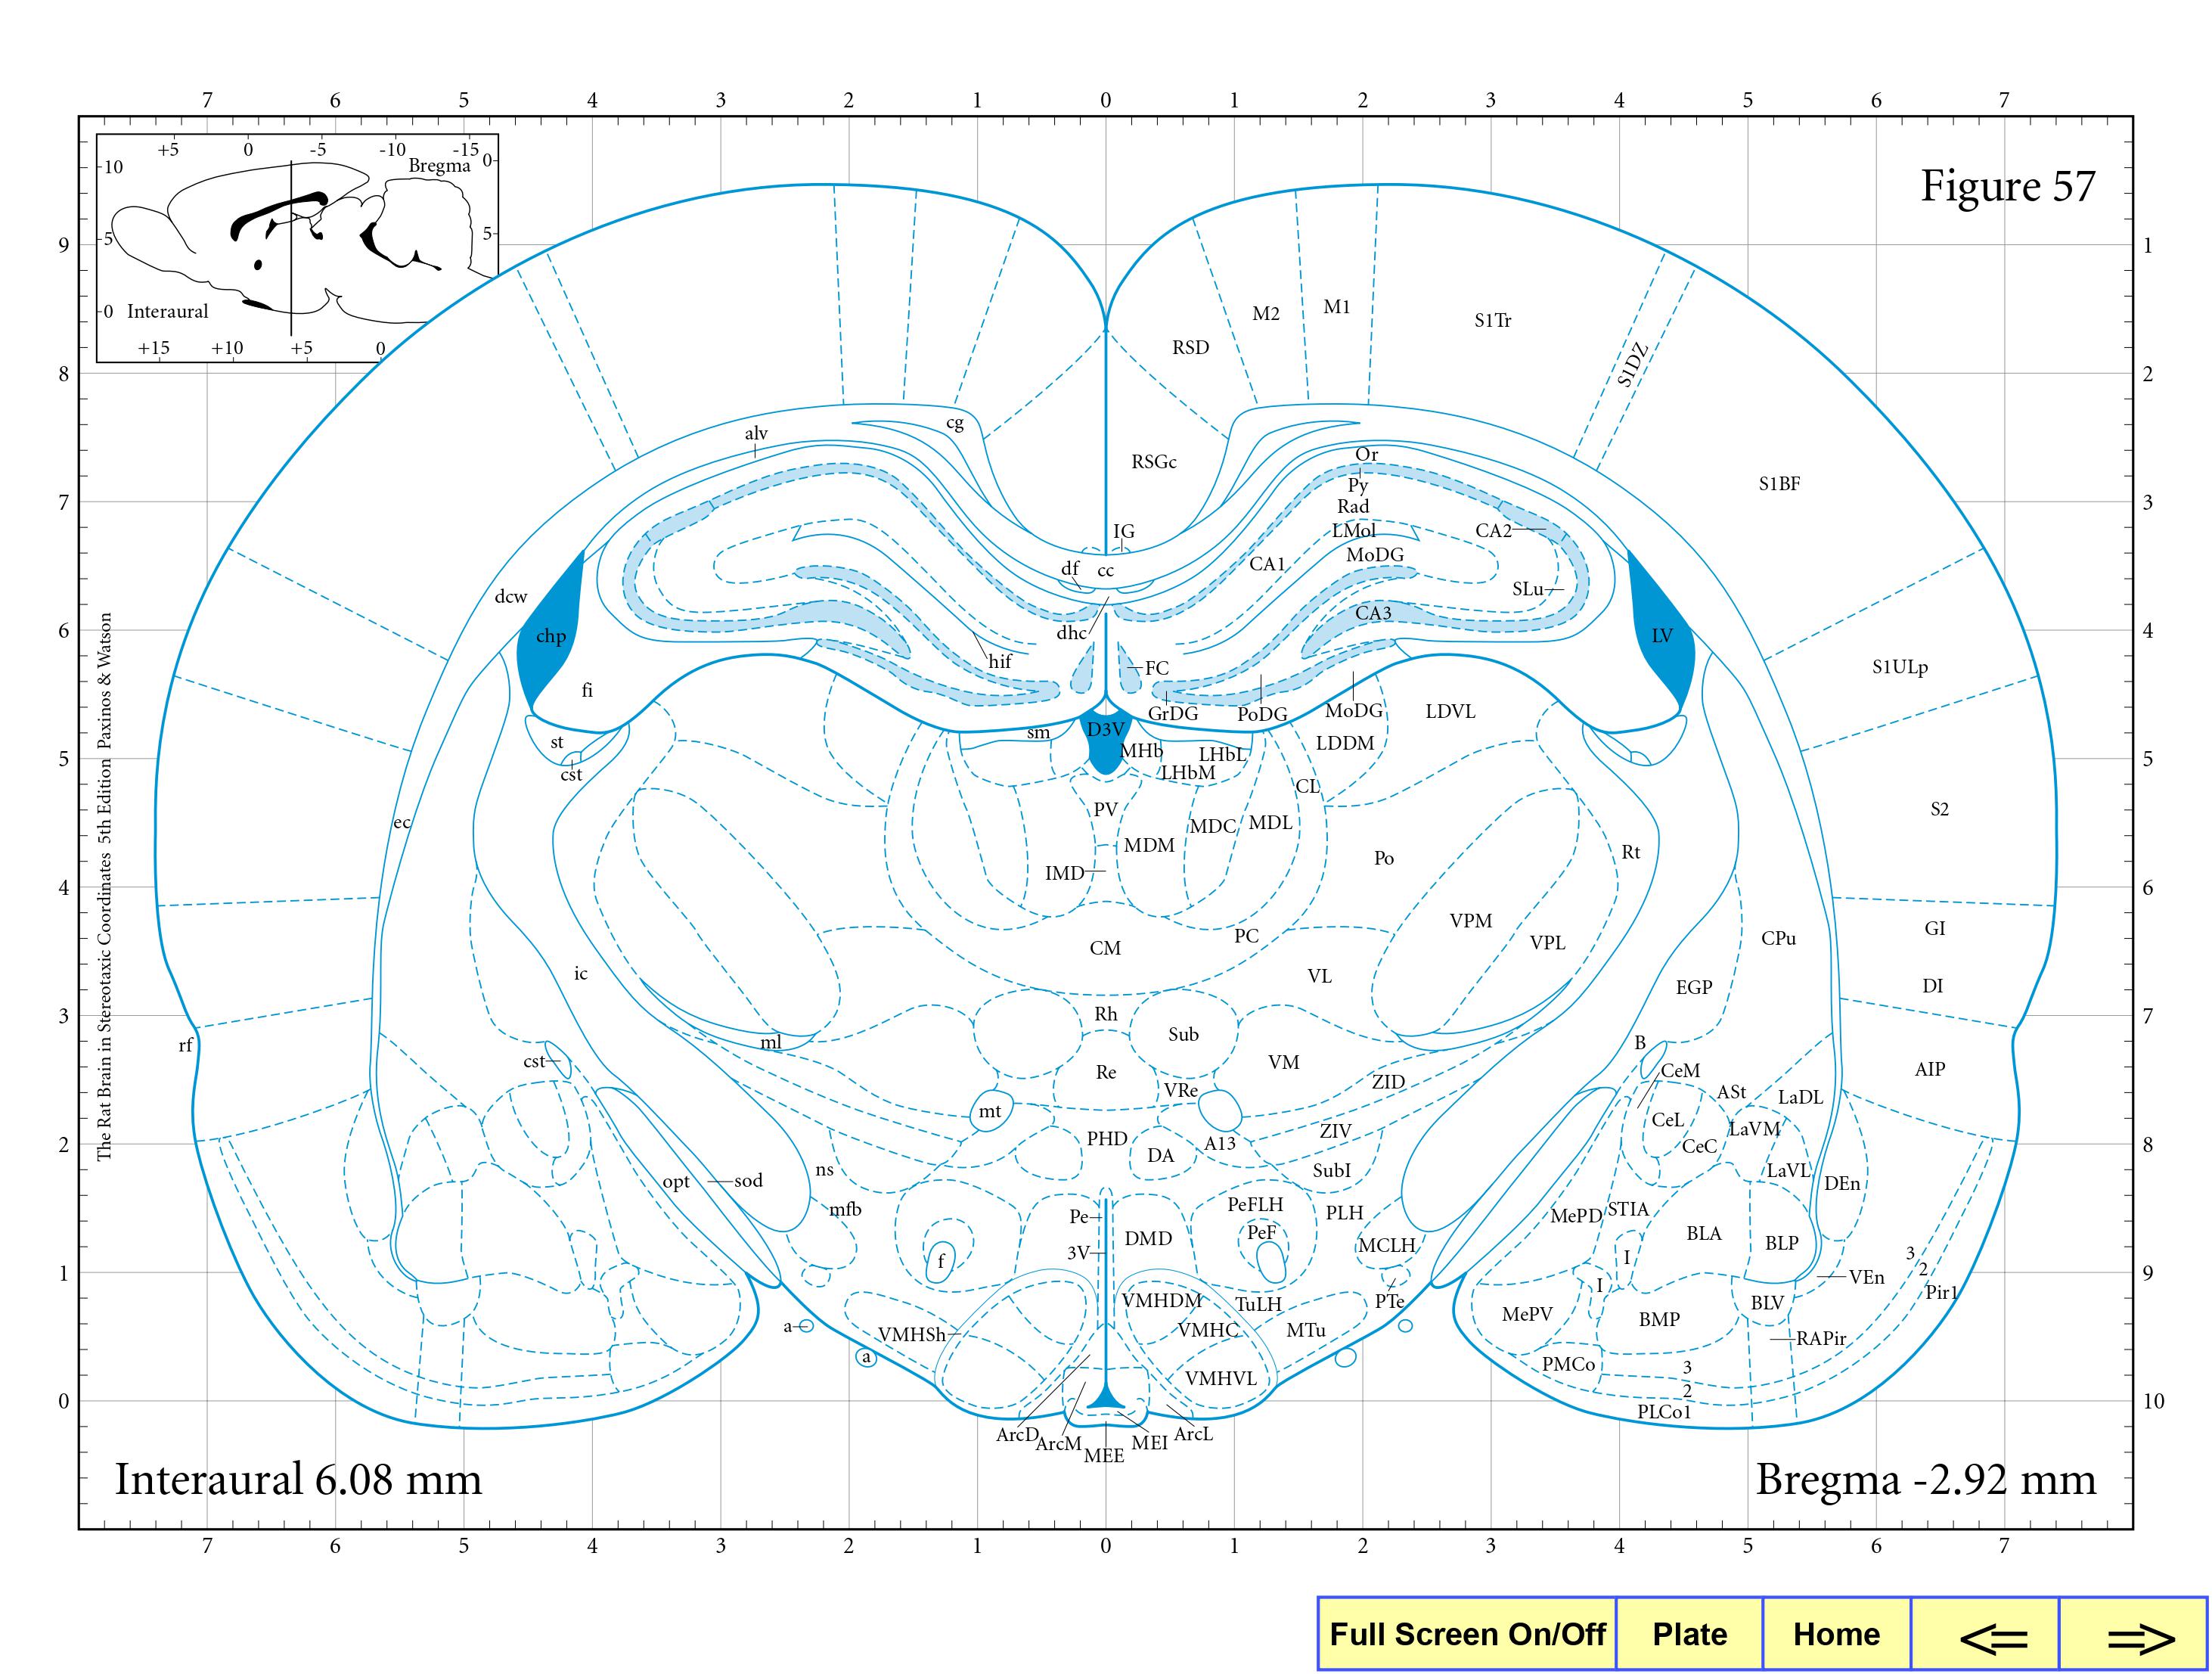 7 6 5 4 3 2 1 0 1 2 3 4 5 6 7
+5 0 -5 -10 -15
Bregma 0
10
5
5
0 Interaural
+15 +10 +5 0
Figure 57
9
8
7
6
5
4
3
2
1
0
1
2
3
4
5
6
7
8
9
10
The Rat Brain in Stereotaxic Coordinates 5th Edition Paxinos & Watson
M2
M1
S1Tr
RSD
S1DZ
cg
alv
RSGc
Or
Py
Rad
LMol
MoDG
CA2
S1BF
IG
df
cc
CA1
SLu
dcw
CA3
chp
dhc
LV
hif
FC
S1ULp
fi
GrDG
PoDG
MoDG
LDVL
D3V
sm
st
cst
MHb
LHbL
LHbM
LDDM
CL
ec
PV
MDC
MDL
S2
MDM
IMD
Po
Rt
VPM
CM
PC
VPL
CPu
GI
ic
VL
EGP
DI
Rh
Sub
rf
ml
B
cst
VM
Re
ZID
CeM
AIP
VRe
ASt
LaDL
mt
CeL
LaVM
PHD
A13
ZIV
CeC
DA
ns
SubI
LaVL
opt
sod
DEn
mfb
Pe
PeFLH
PLH
MePD
STIA
DMD
PeF
BLA
3V
f
MCLH
I
BLP
3
2
VEn
I
Pir1
VMHDM
TuLH
PTe
BLV
a
VMHSh
VMHC
MTu
MePV
BMP
RAPir
a
PMCo
3
VMHVL
2
PLCo1
ArcD
ArcM
MEE
MEI
ArcL
Interaural 6.08 mm
Bregma -2.92 mm
7 6 5 4 3 2 1 0 1 2 3 4 5 6 7
Full Screen On/Off Plate Home <= =>